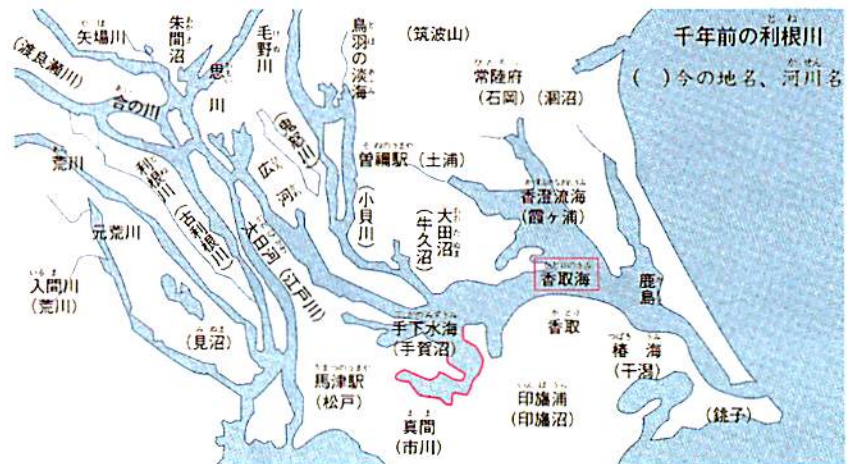 千年前の利根川
( )今の地名、河川名
矢場川
(渡良瀬川)
朱間沼
思川
毛野川
鳥羽の淡海
(筑波山)
常陸府
(石岡)
(涸沼)
合の川
荒川
利根川
(古利根川)
広河
(鬼怒川)
曽禰駅
(土浦)
(小貝川)
大田沼
(牛久沼)
香澄流海
(霞ヶ浦)
元荒川
入間川
(荒川)
(見沼)
太日河
(江戸川)
手下水海
(手賀沼)
香取海
鹿島
香取
椿海
(干潟)
馬津駅
(松戸)
真間
(市川)
印旛浦
(印旛沼)
(銚子)